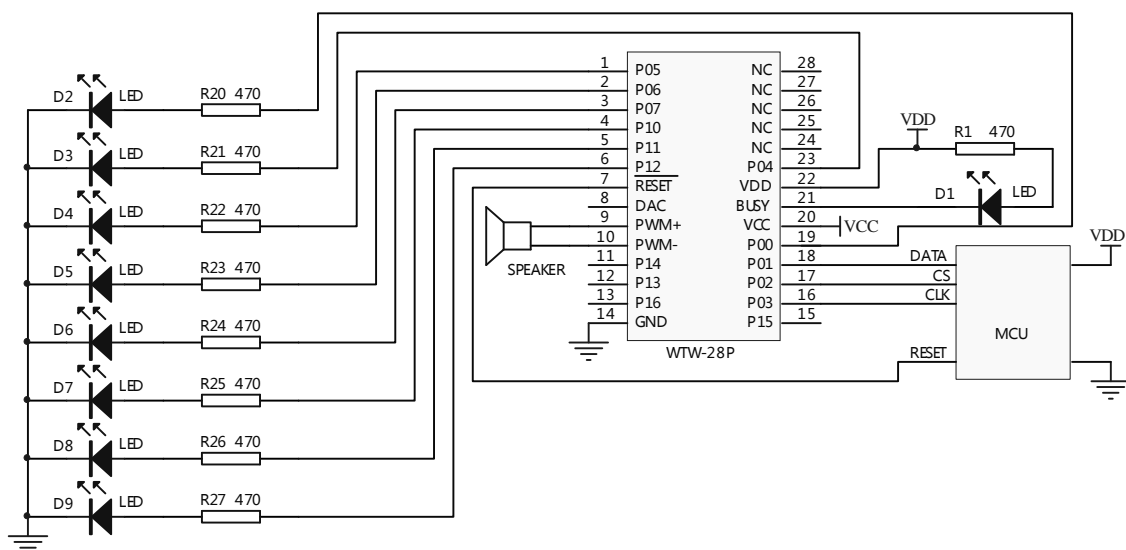 D2 LED R20 470
D3 LED R21 470
D4 LED R22 470
D5 LED R23 470
D6 LED R24 470
D7 LED R25 470
D8 LED R26 470
D9 LED R27 470
1 P05 NC 28
2 P06 NC 27
3 P07 NC 26
4 P10 NC 25
5 P11 NC 24
6 P12 P04 23
7 RESET VDD 22
8 DAC BUSY 21
9 PWM+ VCC 20
10 PWM- P00 19
11 P14 P01 18
12 P13 P02 17
13 P16 P03 16
14 GND P15 15
WTW-28P
SPEAKER
VDD
R1 470
D1 LED
VCC
VDD
DATA
CS
CLK
RESET
MCU